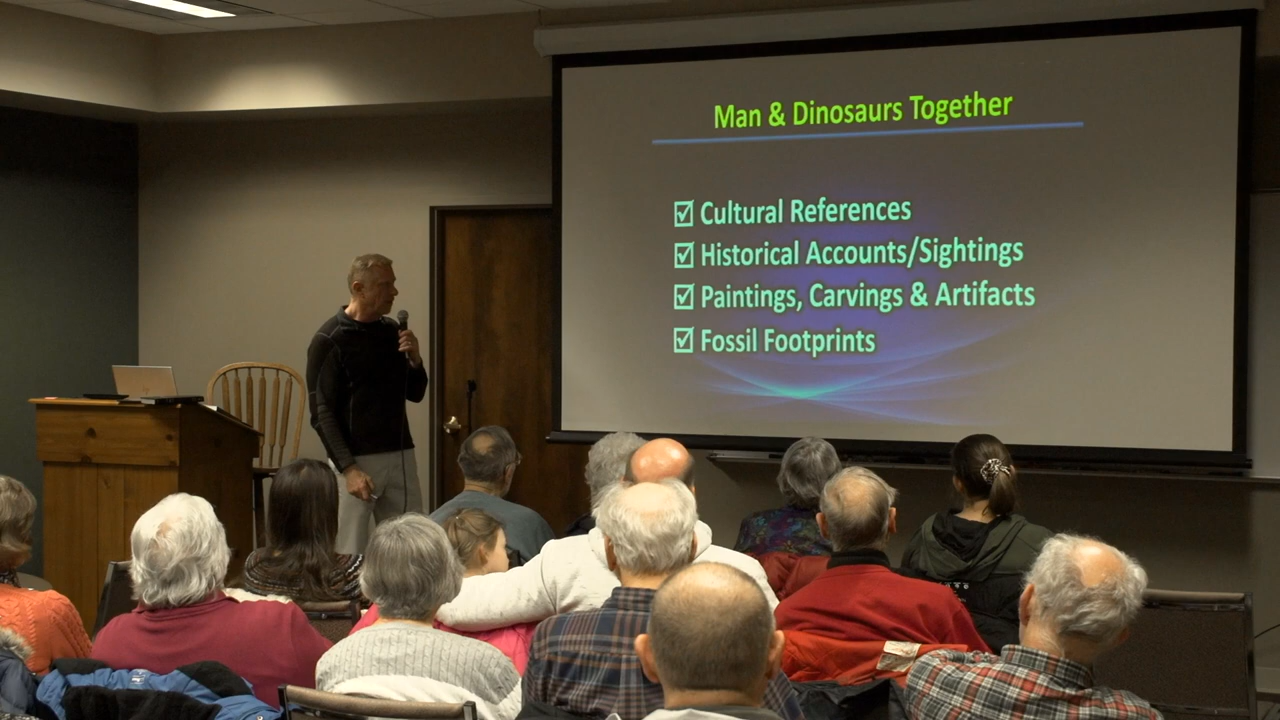 Man & Dinosaurs Together
☑ Cultural References
☑ Historical Accounts/Sightings
☑ Paintings, Carvings & Artifacts
☑ Fossil Footprints